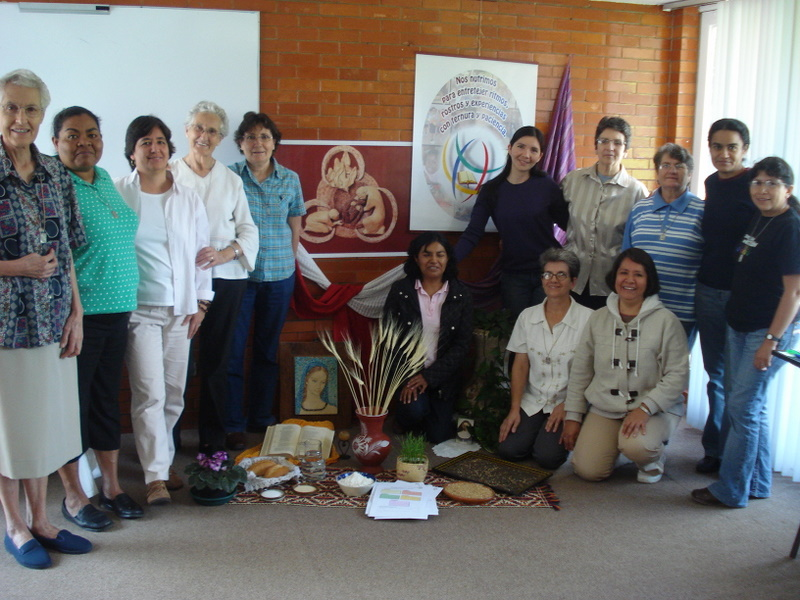 Nos nutrimos
para entretejer ritmos,
rostros y experiencias
con ternura y paciencia